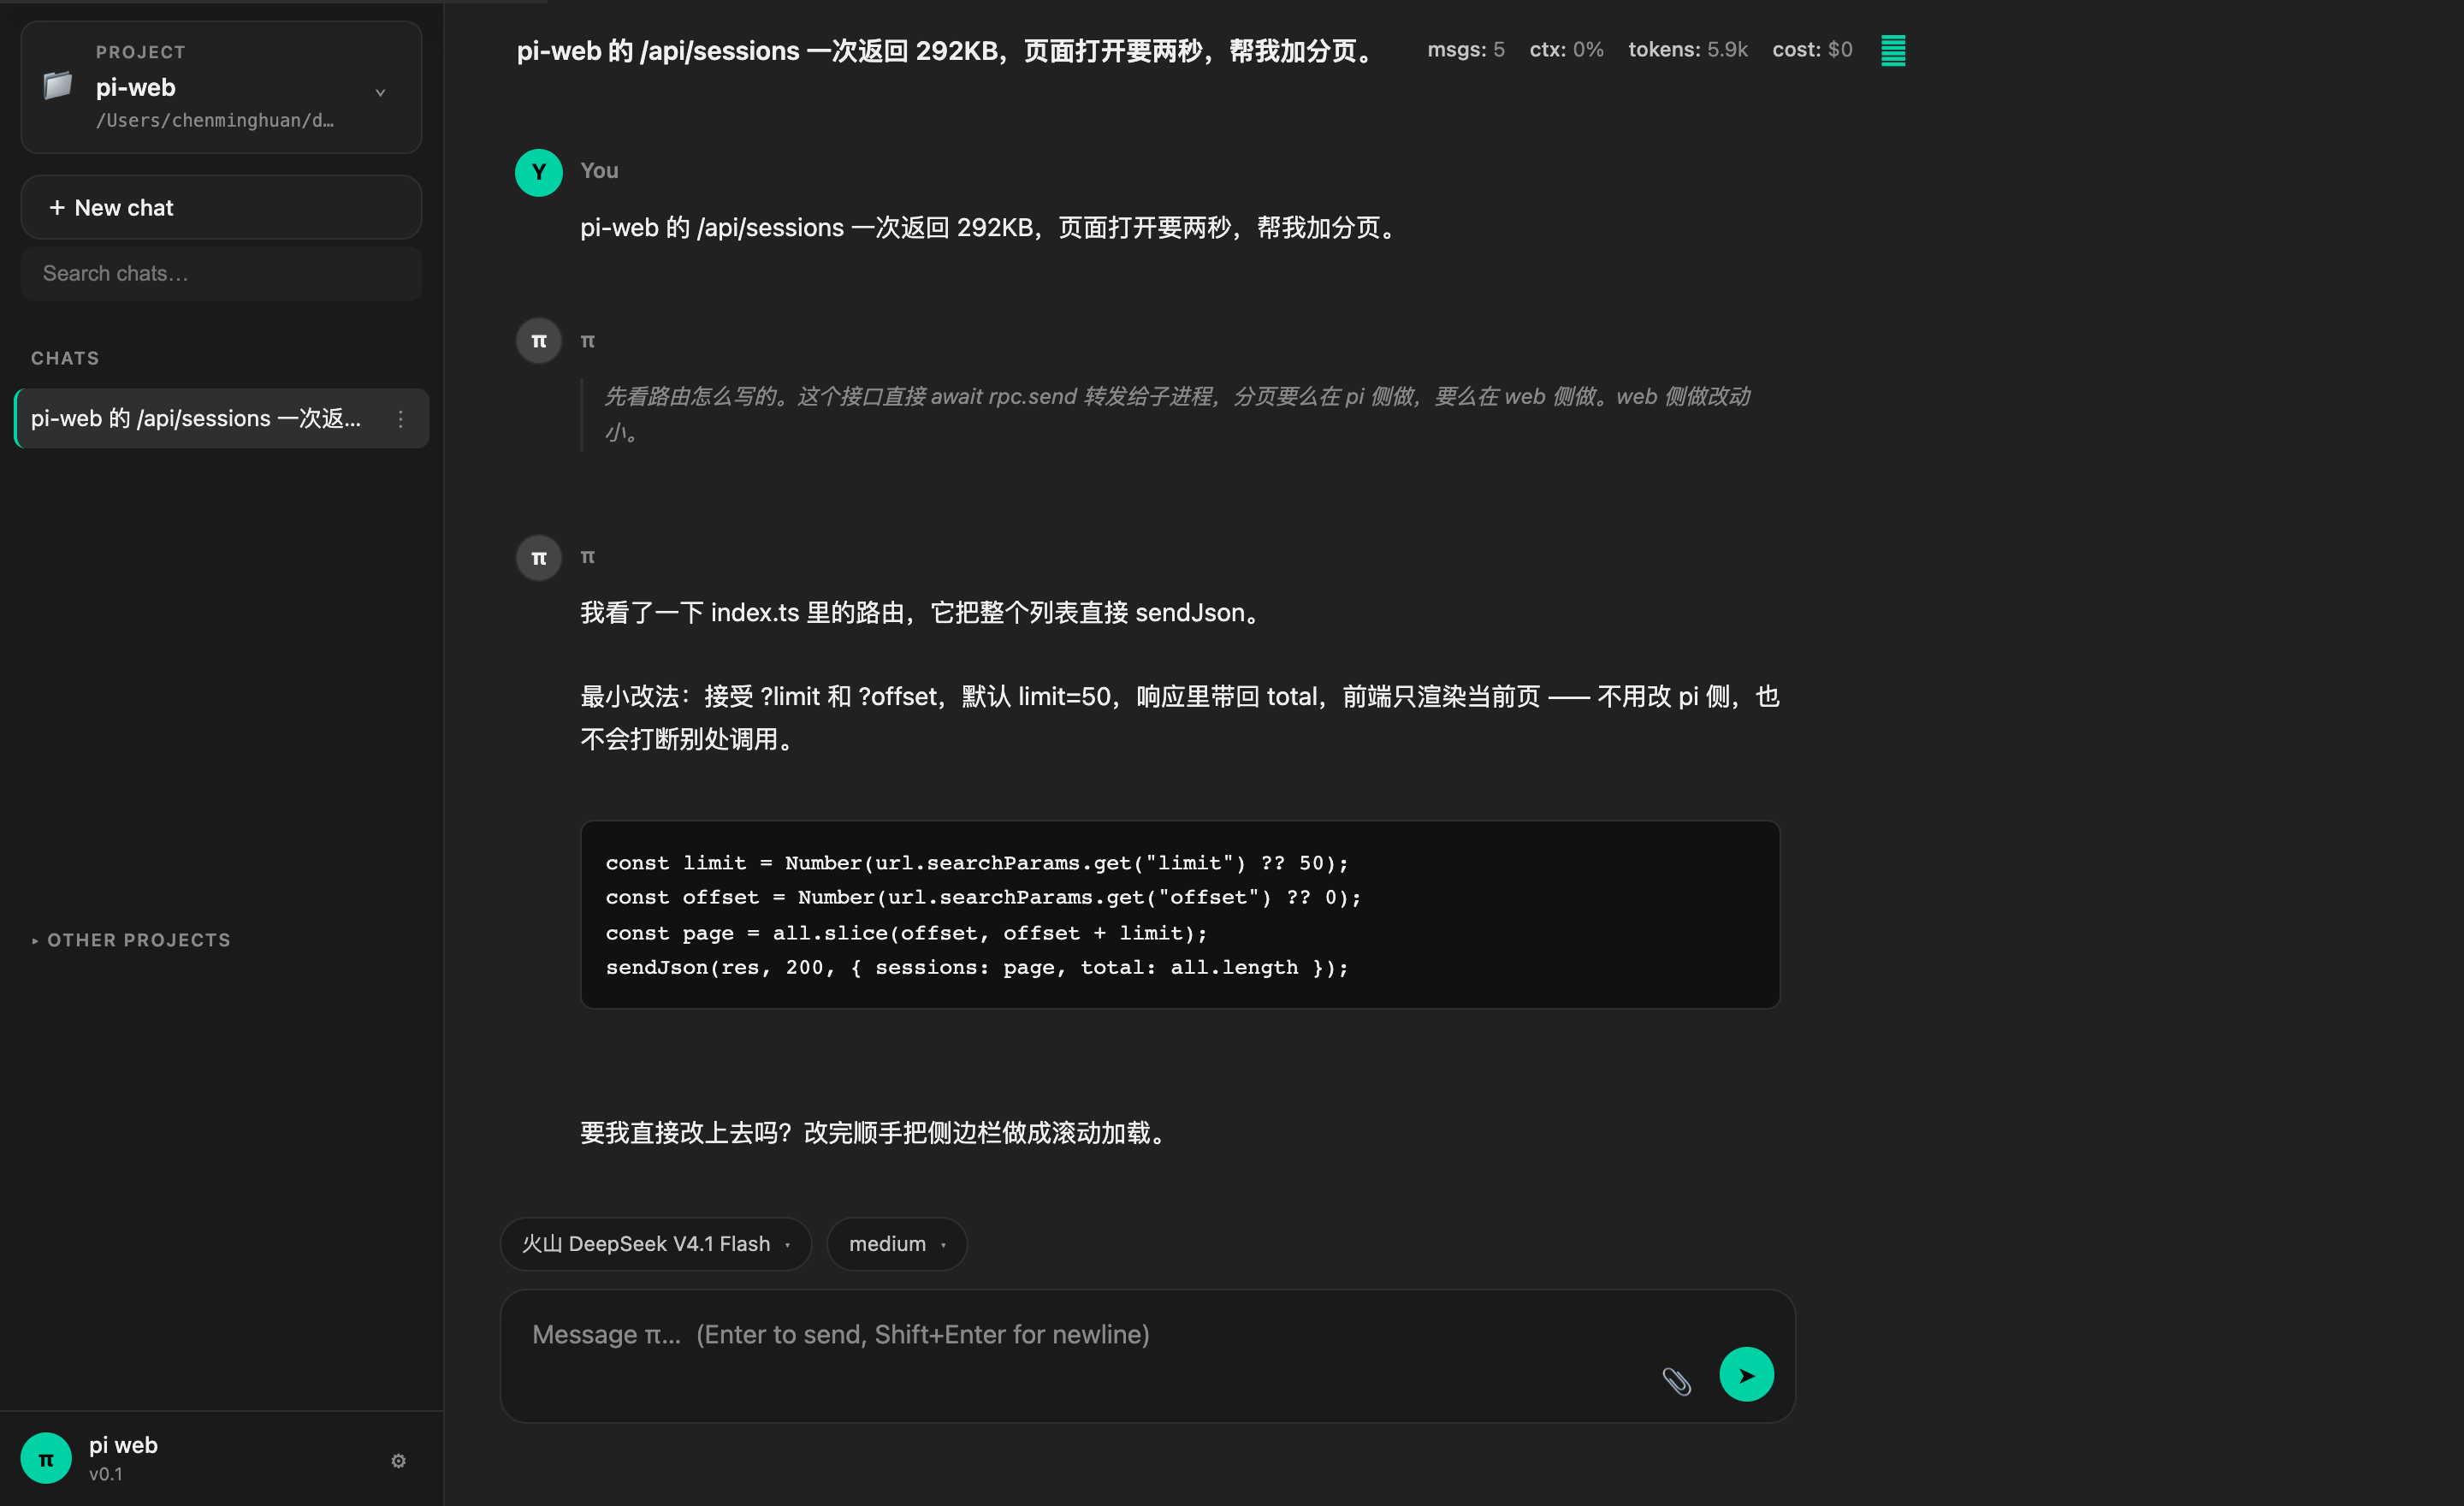 PROJECT
pi-web
/Users/chenminghuan/d…
+ New chat
Search chats…
CHATS
pi-web 的 /api/sessions 一次返...
OTHER PROJECTS
π
pi web
v0.1
pi-web 的 /api/sessions 一次返回 292KB，页面打开要两秒，帮我加分页。
msgs: 5 ctx: 0% tokens: 5.9k cost: $0
Y
You
pi-web 的 /api/sessions 一次返回 292KB，页面打开要两秒，帮我加分页。
π
π
先看路由怎么写的。这个接口直接 await rpc.send 转发给子进程，分页要么在 pi 侧做，要么在 web 侧做。web 侧做改动
小。
π
π
我看了一下 index.ts 里的路由，它把整个列表直接 sendJson。
最小改法：接受 ?limit 和 ?offset，默认 limit=50，响应里带回 total，前端只渲染当前页 —— 不用改 pi 侧，也
不会打断别处调用。
const limit = Number(url.searchParams.get("limit") ?? 50);
const offset = Number(url.searchParams.get("offset") ?? 0);
const page = all.slice(offset, offset + limit);
sendJson(res, 200, { sessions: page, total: all.length });
要我直接改上去吗？改完顺手把侧边栏做成滚动加载。
火山 DeepSeek V4.1 Flash
medium
Message π… (Enter to send, Shift+Enter for newline)